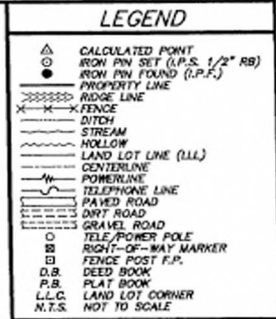 LEGEND
CALCULATED POINT
IRON PIN SET (I.P.S. 1/2" RB)
IRON PIN FOUND (I.P.F.)
PROPERTY LINE
RIDGE LINE
FENCE
DITCH
STREAM
HOLLOW
LAND LOT LINE (LLL)
CENTERLINE
POWERLINE
TELEPHONE LINE
PAVED ROAD
DIRT ROAD
GRAVEL ROAD
TELE/POWER POLE
RIGHT-OF-WAY MARKER
FENCE POST F.P.
D.B. DEED BOOK
P.B. PLAT BOOK
L.L.C. LAND LOT CORNER
N.T.S. NOT TO SCALE